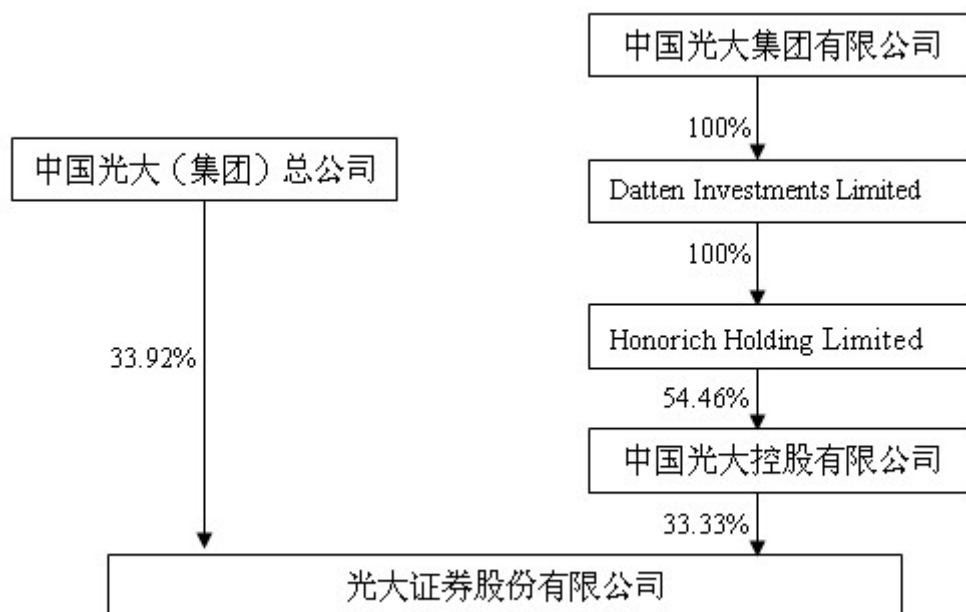 中国光大集团有限公司
100%
中国光大（集团）总公司
Datten Investments Limited
100%
Honorich Holding Limited
33.92%
54.46%
中国光大控股有限公司
33.33%
光大证券股份有限公司